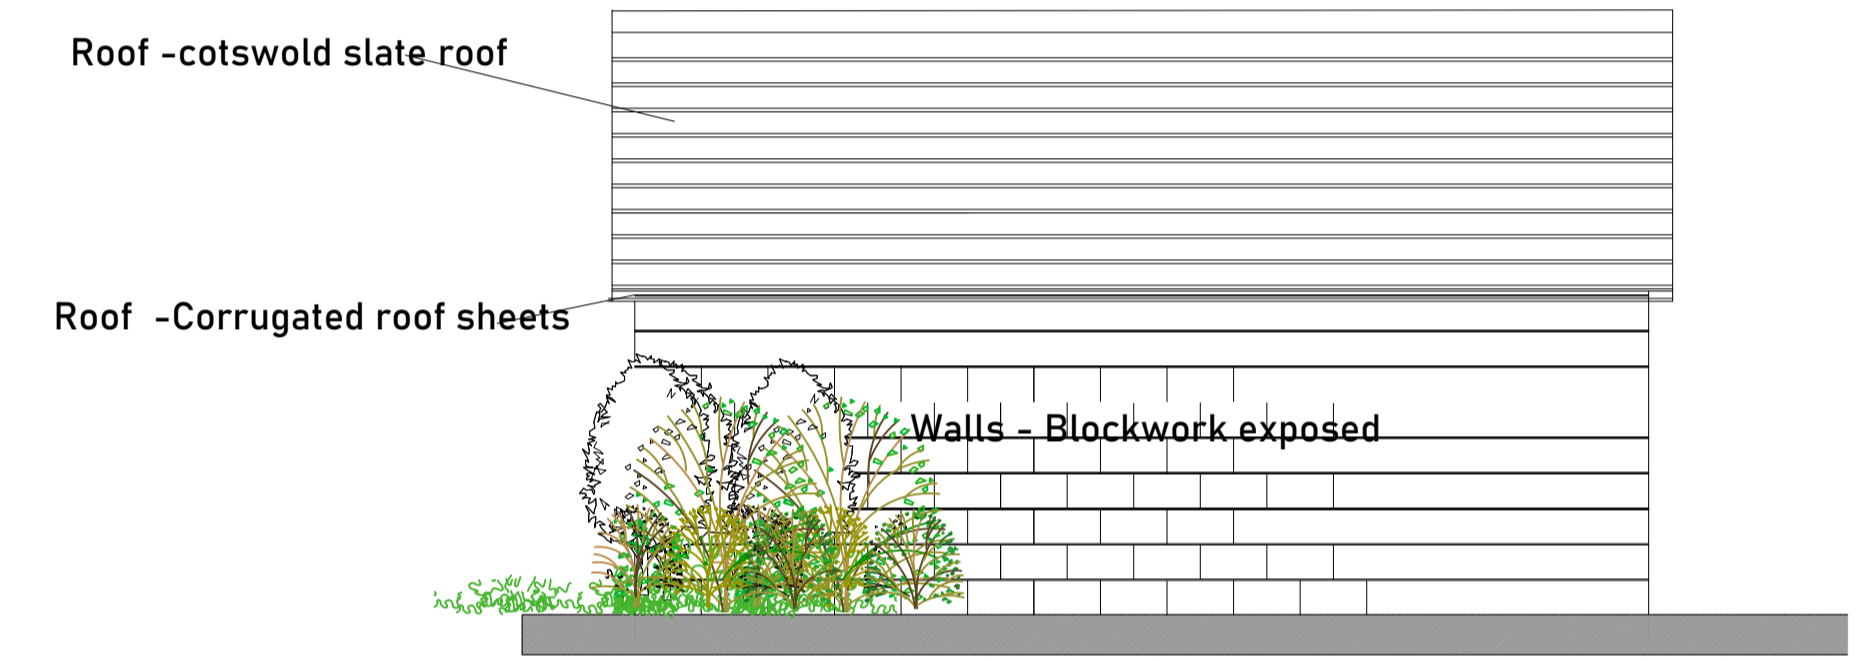 Roof -cotswold slate roof
Roof -Corrugated roof sheets
Walls - Blockwork exposed